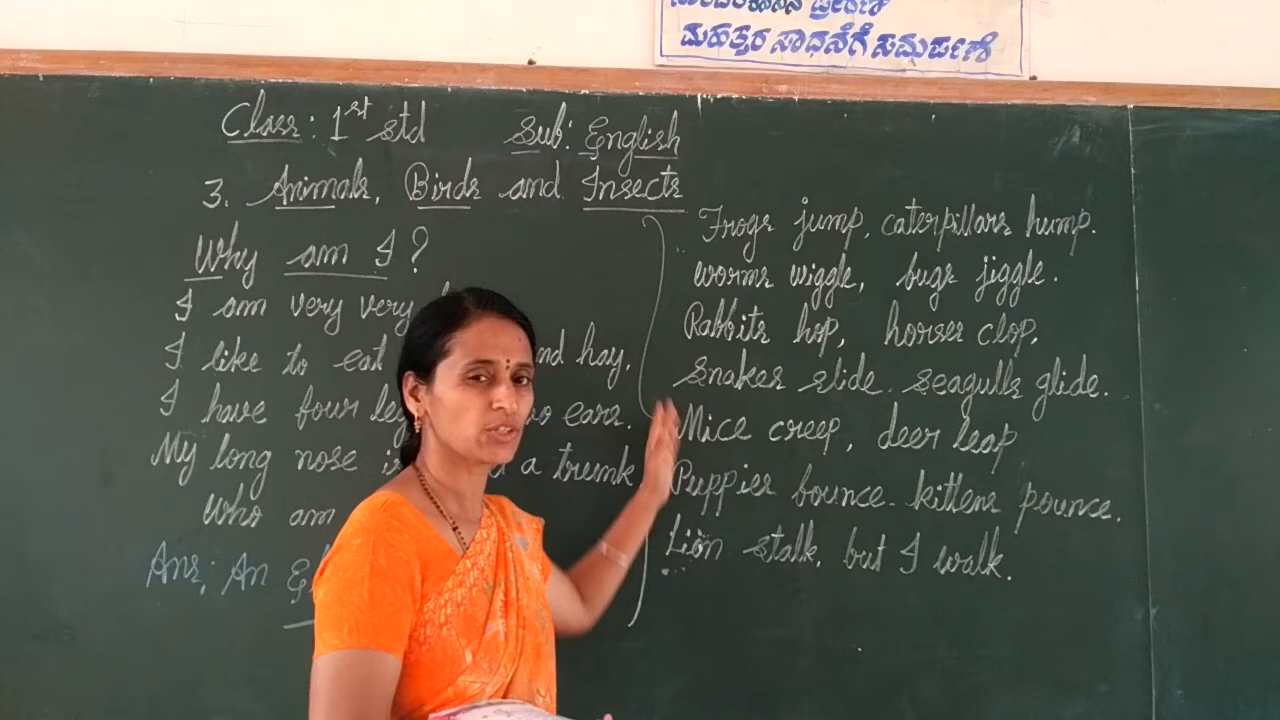 ಮಹತ್ತರ ಸಾಧನೆಗೆ ಸಮರ್ಪಣೆ
Class: 1st std Sub: English
3. Animals, Birds and Insects
Why am I?
I am very very
I like to eat and hay.
I have four ears.
My long nose is a trunk
Who am
Ans: An
Frogs jump, caterpillars hump.
worms wiggle, bugs jiggle.
Rabbits hop, horses clop.
Snakes slide. seagulls glide.
Mice creep, deer leap
Puppies bounce. kittens pounce.
Lion stalk, but I walk.